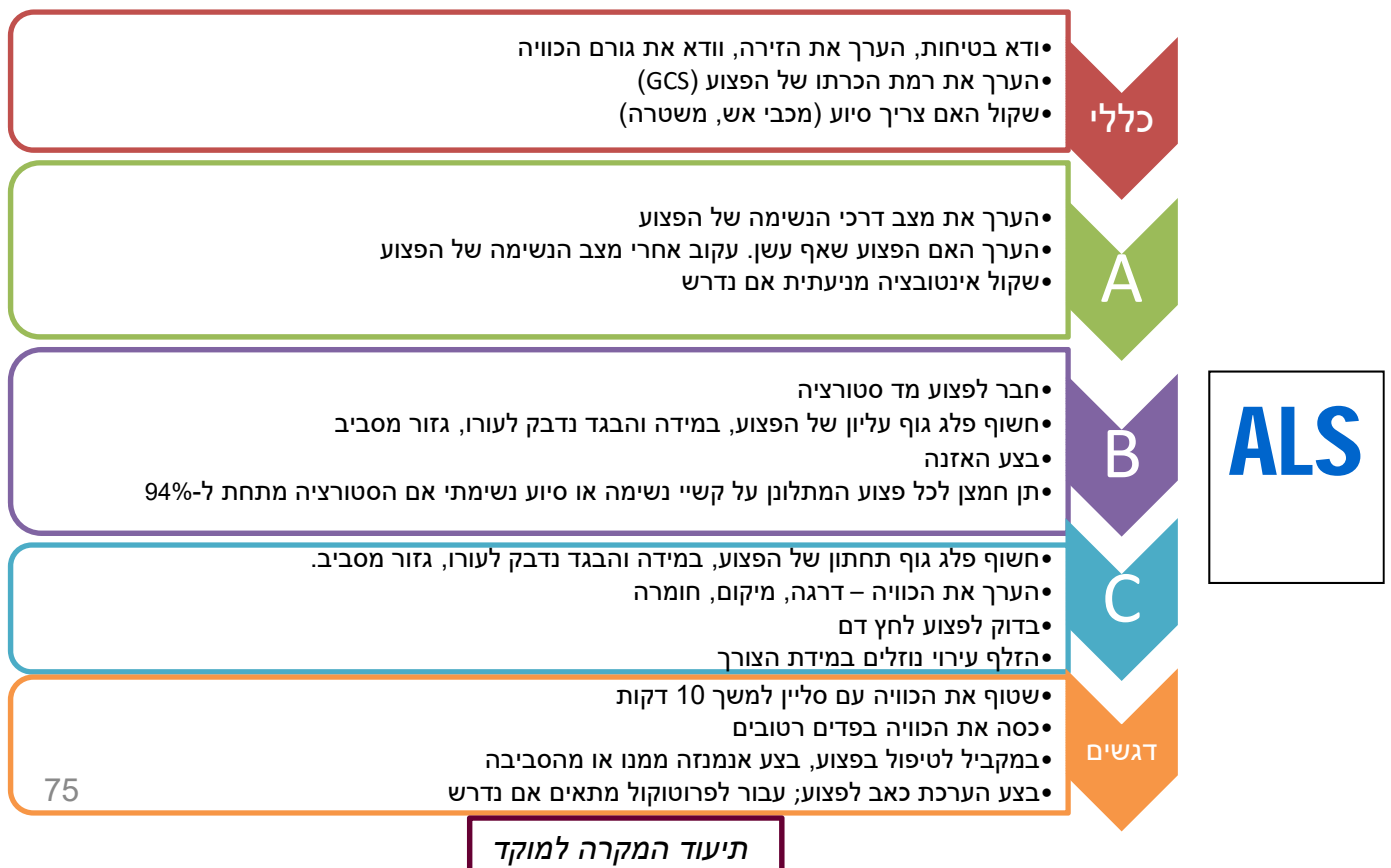 כללי
•ודא בטיחות, הערך את הזירה, וודא את גורם הכוויה
•הערך את רמת הכרתו של הפצוע (GCS)
•שקול האם צריך סיוע (מכבי אש, משטרה)
A
•הערך את מצב דרכי הנשימה של הפצוע
•הערך האם הפצוע שאף עשן. עקוב אחרי מצב הנשימה של הפצוע
•שקול אינטובציה מניעתית אם נדרש
B
•חבר לפצוע מד סטורציה
•חשוף פלג גוף עליון של הפצוע, במידה והבגד נדבק לעורו, גזור מסביב
•בצע האזנה
•תן חמצן לכל פצוע המתלונן על קשיי נשימה או סיוע נשימתי אם הסטורציה מתחת ל-94%
ALS
C
•חשוף פלג גוף תחתון של הפצוע, במידה והבגד נדבק לעורו, גזור מסביב.
•הערך את הכוויה – דרגה, מיקום, חומרה
•בדוק לפצוע לחץ דם
•הזלף עירוי נוזלים במידת הצורך
דגשים
•שטוף את הכוויה עם סליין למשך 10 דקות
•כסה את הכוויה בפדים רטובים
•במקביל לטיפול בפצוע, בצע אנמנזה ממנו או מהסביבה
•בצע הערכת כאב לפצוע; עבור לפרוטוקול מתאים אם נדרש
75
תיעוד המקרה למוקד